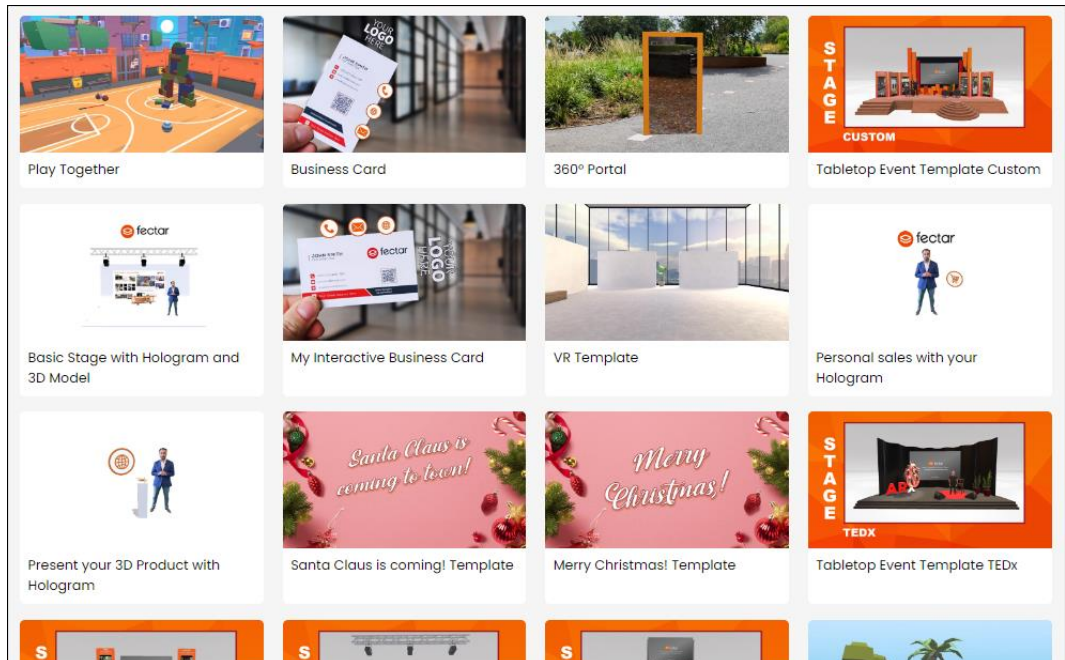 YOUR
LOGO
HERE
STAGE
CUSTOM
Play Together
Business Card
360° Portal
Tabletop Event Template Custom
fectar
fectar
YOUR
LOGO
fectar
Basic Stage with Hologram and
3D Model
My Interactive Business Card
VR Template
Personal sales with your
Hologram
Santa Claus is
coming to town!
Merry
Christmas!
STAGE
TEDX
Present your 3D Product with
Hologram
Santa Claus is coming! Template
Merry Christmas! Template
Tabletop Event Template TEDx
S
S
S